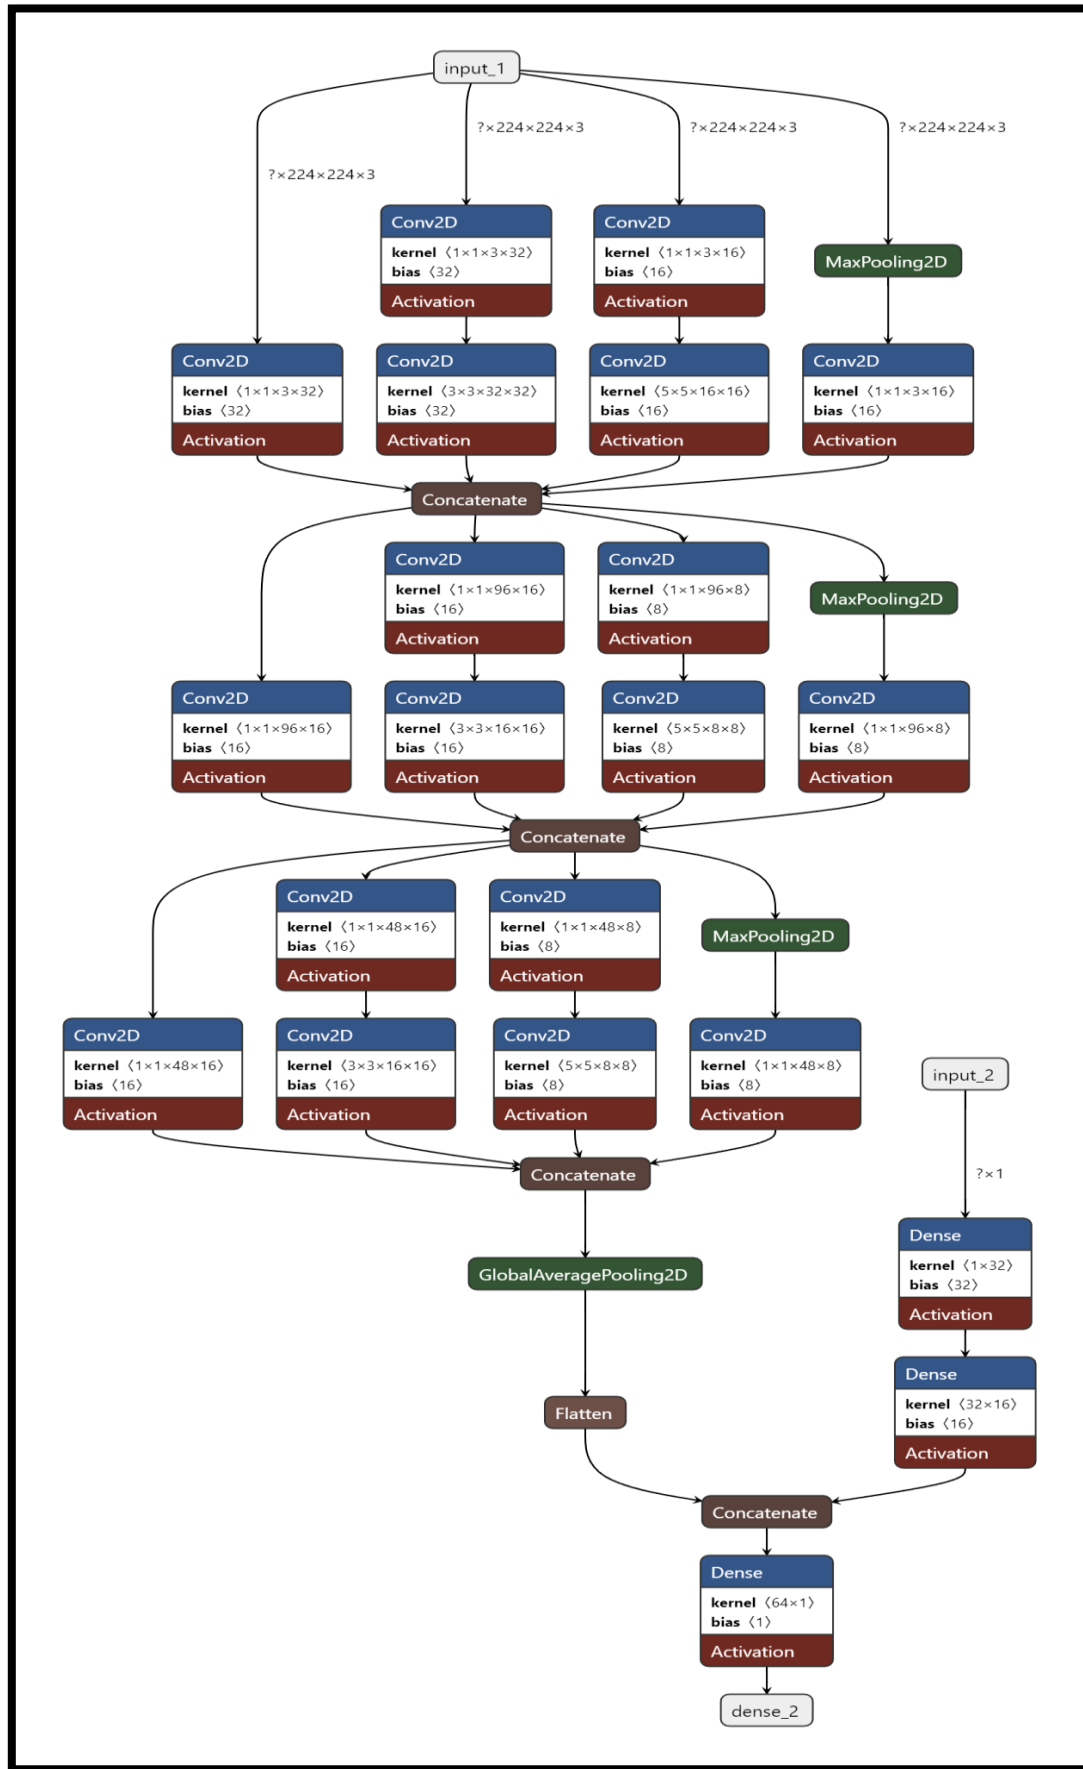 input_1
?×224×224×3
?×224×224×3
?×224×224×3
?×224×224×3
Conv2D
kernel 〈1×1×3×32〉
bias 〈32〉
Activation
Conv2D
kernel 〈1×1×3×16〉
bias 〈16〉
Activation
MaxPooling2D
Conv2D
kernel 〈1×1×3×32〉
bias 〈32〉
Activation
Conv2D
kernel 〈3×3×32×32〉
bias 〈32〉
Activation
Conv2D
kernel 〈5×5×16×16〉
bias 〈16〉
Activation
Conv2D
kernel 〈1×1×3×16〉
bias 〈16〉
Activation
Concatenate
Conv2D
kernel 〈1×1×96×16〉
bias 〈16〉
Activation
Conv2D
kernel 〈1×1×96×8〉
bias 〈8〉
Activation
MaxPooling2D
Conv2D
kernel 〈1×1×96×16〉
bias 〈16〉
Activation
Conv2D
kernel 〈3×3×16×16〉
bias 〈16〉
Activation
Conv2D
kernel 〈5×5×8×8〉
bias 〈8〉
Activation
Conv2D
kernel 〈1×1×96×8〉
bias 〈8〉
Activation
Concatenate
Conv2D
kernel 〈1×1×48×16〉
bias 〈16〉
Activation
Conv2D
kernel 〈1×1×48×8〉
bias 〈8〉
Activation
MaxPooling2D
Conv2D
kernel 〈1×1×48×16〉
bias 〈16〉
Activation
Conv2D
kernel 〈3×3×16×16〉
bias 〈16〉
Activation
Conv2D
kernel 〈5×5×8×8〉
bias 〈8〉
Activation
Conv2D
kernel 〈1×1×48×8〉
bias 〈8〉
Activation
input_2
Concatenate
?×1
GlobalAveragePooling2D
Dense
kernel 〈1×32〉
bias 〈32〉
Activation
Dense
kernel 〈32×16〉
bias 〈16〉
Activation
Flatten
Concatenate
Dense
kernel 〈64×1〉
bias 〈1〉
Activation
dense_2